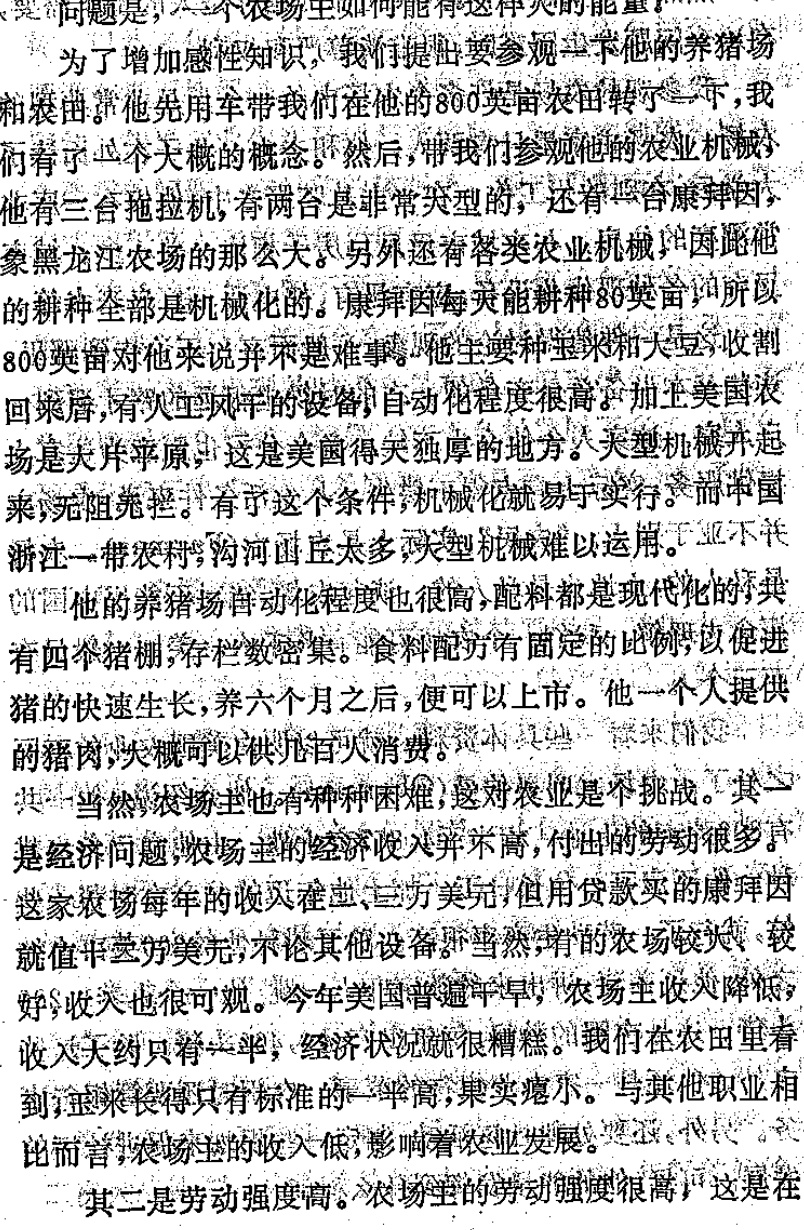 问题是，一个农场主如何能有这样大的能量？
为了增加感性知识，我们提出要参观一下他的养猪场
和农田。他先用车带我们在他的800英亩农田转了一下，我
们有了一个大概的概念。然后，带我们参观他的农业机械，
他有三台拖拉机，有两台是非常大型的，还有一台康拜因，
象黑龙江农场的那么大。另外还有各类农业机械，因此他
的耕种全部是机械化的。康拜因每天能耕种80英亩，所以
800英亩对他来说并不是难事。他主要种玉米和大豆，收割
回来后，有人工风干的设备，自动化程度很高。加上美国农
场是大片平原，这是美国得天独厚的地方。大型机械开起
来，无阻无拦。有了这个条件，机械化就易于实行。而中国
浙江一带农村，沟河山丘太多，大型机械难以运用。
他的养猪场自动化程度也很高，配料都是现代化的，共
有四个猪棚，存栏数密集。食料配方有固定的比例，以促进
猪的快速生长，养六个月之后，便可以上市。他一个人提供
的猪肉，大概可以供几百人消费。
当然，农场主也有种种困难，这对农业是个挑战。其一
是经济问题，农场主的经济收入并不高，付出的劳动很多。
这家农场每年的收入在二、三万美元，但用贷款买的康拜因
就值十三万美元，不论其他设备。当然，有的农场较大、较
好，收入也很可观。今年美国普遍干旱，农场主收入降低，
收入大约只有一半，经济状况就很糟糕。我们在农田里看
到，玉米长得只有标准的一半高，果实瘪小。与其他职业相
比而言，农场主的收入低，影响着农业发展。
其二是劳动强度高。农场主的劳动强度很高，这是在